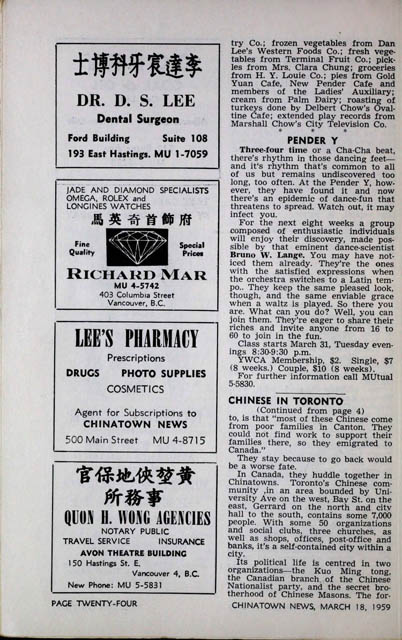 士博科牙宸達李
DR. D. S. LEE
Dental Surgeon
Ford Building Suite 108
193 East Hastings. MU 1-7059
JADE AND DIAMOND SPECIALISTS
OMEGA, ROLEX and
LONGINES WATCHES
馬英奇首飾府
Fine
Quality
Special
Prices
RICHARD MAR
MU 4-5742
403 Columbia Street
Vancouver, B.C.
LEE'S PHARMACY
Prescriptions
DRUGS PHOTO SUPPLIES
COSMETICS
Agent for Subscriptions to
CHINATOWN NEWS
500 Main Street MU 4-8715
官保地俠堃黃
所務事
QUON H. WONG AGENCIES
NOTARY PUBLIC
TRAVEL SERVICE INSURANCE
AVON THEATRE BUILDING
150 Hastings St. E.
Vancouver 4, B.C.
New Phone: MU 5-5831
PAGE TWENTY-FOUR
try Co.; frozen vegetables from Dan
Lee's Western Foods Co.; fresh vege-
tables from Terminal Fruit Co.; pick-
les from Mrs. Clara Chung; groceries
from H. Y. Louie Co.; pies from Gold
Yuan Cafe, New Pender Cafe and
members of the Ladies' Auxiliary;
cream from Palm Dairy; roasting of
turkeys done by Delbert Chow's Oval-
tine Cafe; extended play records from
Marshall Chow's City Television Co.
* * *
PENDER Y
Three-four time or a Cha-Cha beat,
there's rhythm in those dancing feet—
and it's rhythm that's common to all
of us but remains undiscovered too
long, too often. At the Pender Y, how-
ever, they have found it and now
there's an epidemic of dance-fun that
threatens to spread. Watch out, it may
infect you.
For the next eight weeks a group
composed of enthusiastic individuals
will enjoy their discovery, made pos-
sible by that eminent dance-scientist
Bruno W. Lange. You may have not-
iced them already. They're the ones
with the satisfied expressions when
the orchestra switches to a Latin tem-
po. They keep the same pleased look,
though, and the same enviable grace
when a waltz is played. So there you
are. What can you do? Well, you can
join them. They're eager to share their
riches and invite anyone from 16 to
60 to join in the fun.
Class starts March 31, Tuesday even-
ings 8:30-9:30 p.m.
YWCA Membership, $2. Single, $7
(8 weeks.) Couple, $10 (8 weeks).
For further information call MUtual
5-5830.
CHINESE IN TORONTO
(Continued from page 4)
to, is that "most of these Chinese come
from poor families in Canton. They
could not find work to support their
families there, so they emigrated to
Canada."
They stay because to go back would
be a worse fate.
In Canada, they huddle together in
Chinatowns. Toronto's Chinese com-
munity ,in an area bounded by Uni-
versity Ave on the west, Bay St. on the
east, Gerrard on the north and city
hall to the south, contains some 7,000
people. With some 50 organizations
and social clubs, three churches, as
well as shops, offices, post-office and
banks, it's a self-contained city within a
city.
Its political life is centred in two
organizations—the Kuo Ming tong,
the Canadian branch of the Chinese
Nationalist party, and the secret bro-
therhood of Chinese Masons. The for-
CHINATOWN NEWS, MARCH 18, 1959